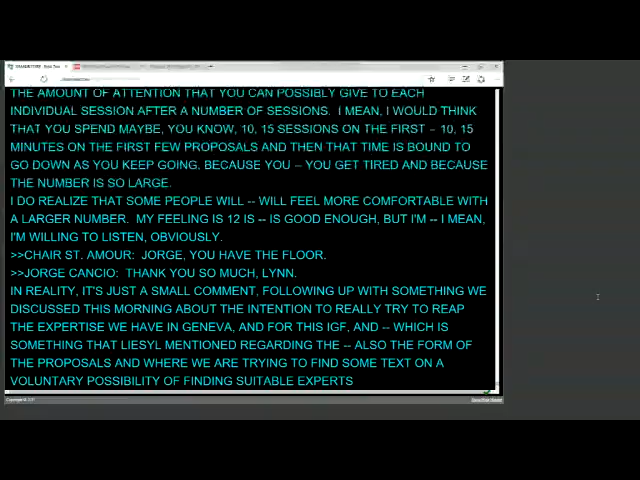 THE AMOUNT OF ATTENTION THAT YOU CAN POSSIBLY GIVE TO EACH
INDIVIDUAL SESSION AFTER A NUMBER OF SESSIONS.  I MEAN, I WOULD THINK
THAT YOU SPEND MAYBE, YOU KNOW, 10, 15 SESSIONS ON THE FIRST – 10, 15
MINUTES ON THE FIRST FEW PROPOSALS AND THEN THAT TIME IS BOUND TO
GO DOWN AS YOU KEEP GOING, BECAUSE YOU – YOU GET TIRED AND BECAUSE
THE NUMBER IS SO LARGE.
I DO REALIZE THAT SOME PEOPLE WILL -- WILL FEEL MORE COMFORTABLE WITH
A LARGER NUMBER.  MY FEELING IS 12 IS -- IS GOOD ENOUGH, BUT I'M -- I MEAN,
I'M WILLING TO LISTEN, OBVIOUSLY.
>>CHAIR ST. AMOUR:  JORGE, YOU HAVE THE FLOOR.
>>JORGE CANCIO:  THANK YOU SO MUCH, LYNN.
IN REALITY, IT'S JUST A SMALL COMMENT, FOLLOWING UP WITH SOMETHING WE
DISCUSSED THIS MORNING ABOUT THE INTENTION TO REALLY TRY TO REAP
THE EXPERTISE WE HAVE IN GENEVA, AND FOR THIS IGF, AND -- WHICH IS
SOMETHING THAT LIESYL MENTIONED REGARDING THE -- ALSO THE FORM OF
THE PROPOSALS AND WHERE WE ARE TRYING TO FIND SOME TEXT ON A
VOLUNTARY POSSIBILITY OF FINDING SUITABLE EXPERTS